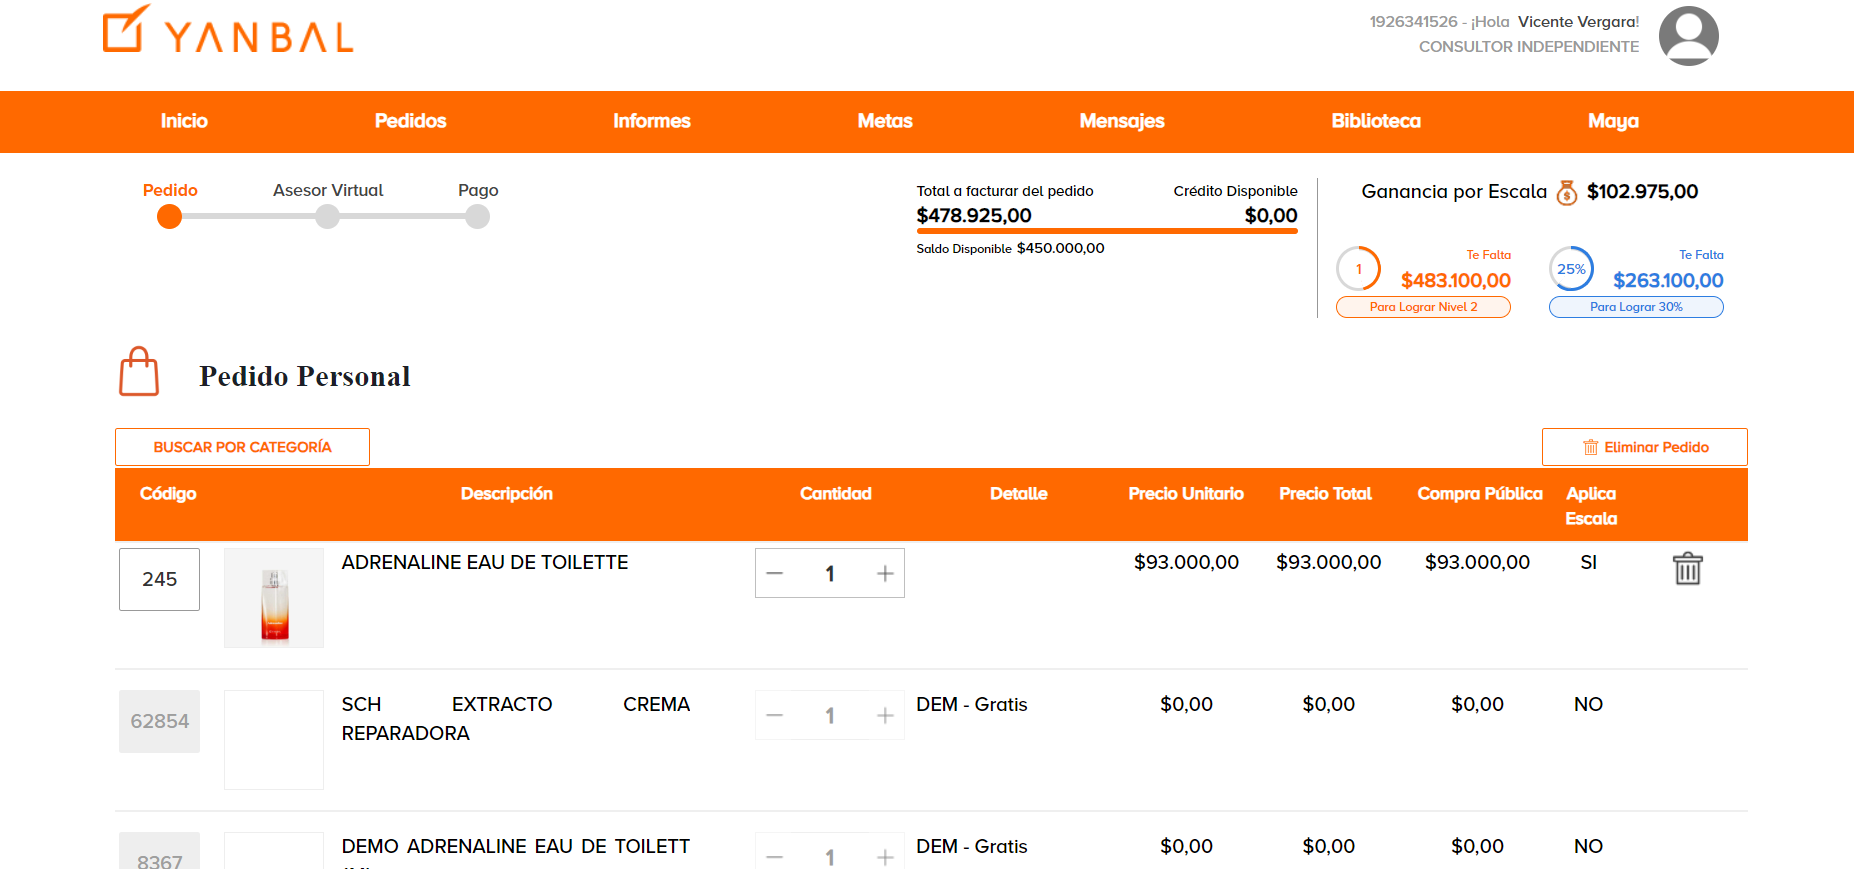 YANBAL
1926341526 - ¡Hola Vicente Vergara!
CONSULTOR INDEPENDIENTE
Inicio Pedidos Informes Metas Mensajes Biblioteca Maya
Pedido Asesor Virtual Pago
Total a facturar del pedido Crédito Disponible
$478.925,00 $0,00
Saldo Disponible $450.000,00
Ganancia por Escala $102.975,00
1 Te Falta
$483.100,00
Para Lograr Nivel 2
25% Te Falta
$263.100,00
Para Lograr 30%
Pedido Personal
BUSCAR POR CATEGORÍA Eliminar Pedido
Código Descripción Cantidad Detalle Precio Unitario Precio Total Compra Pública Aplica
Escala
245 ADRENALINE EAU DE TOILETTE 1 $93.000,00 $93.000,00 $93.000,00 SI
62854 SCH EXTRACTO CREMA 1 DEM - Gratis $0,00 $0,00 $0,00 NO
REPARADORA
8367 DEMO ADRENALINE EAU DE TOILETT 1 DEM - Gratis $0,00 $0,00 $0,00 NO